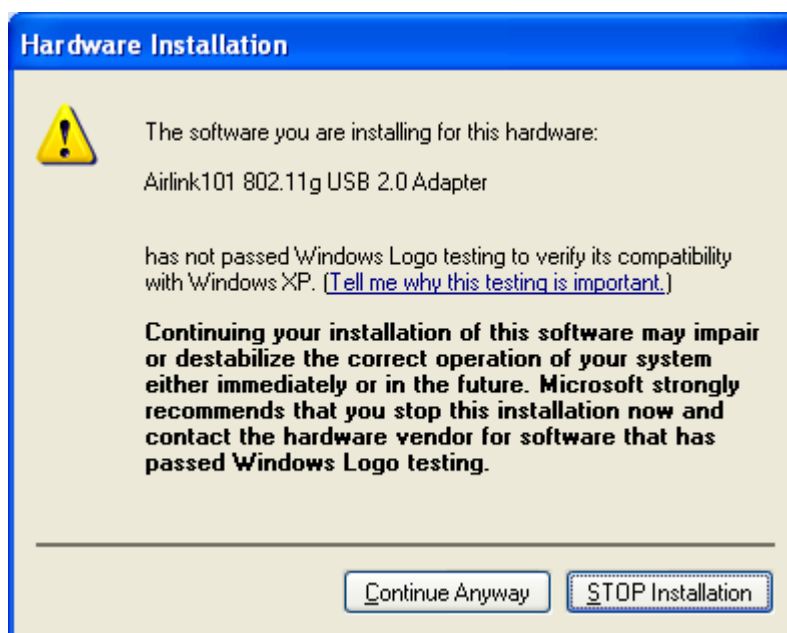 Hardware Installation
The software you are installing for this hardware:
Airlink101 802.11g USB 2.0 Adapter
has not passed Windows Logo testing to verify its compatibility
with Windows XP. (Tell me why this testing is important.)
Continuing your installation of this software may impair
or destabilize the correct operation of your system
either immediately or in the future. Microsoft strongly
recommends that you stop this installation now and
contact the hardware vendor for software that has
passed Windows Logo testing.
Continue Anyway
STOP Installation